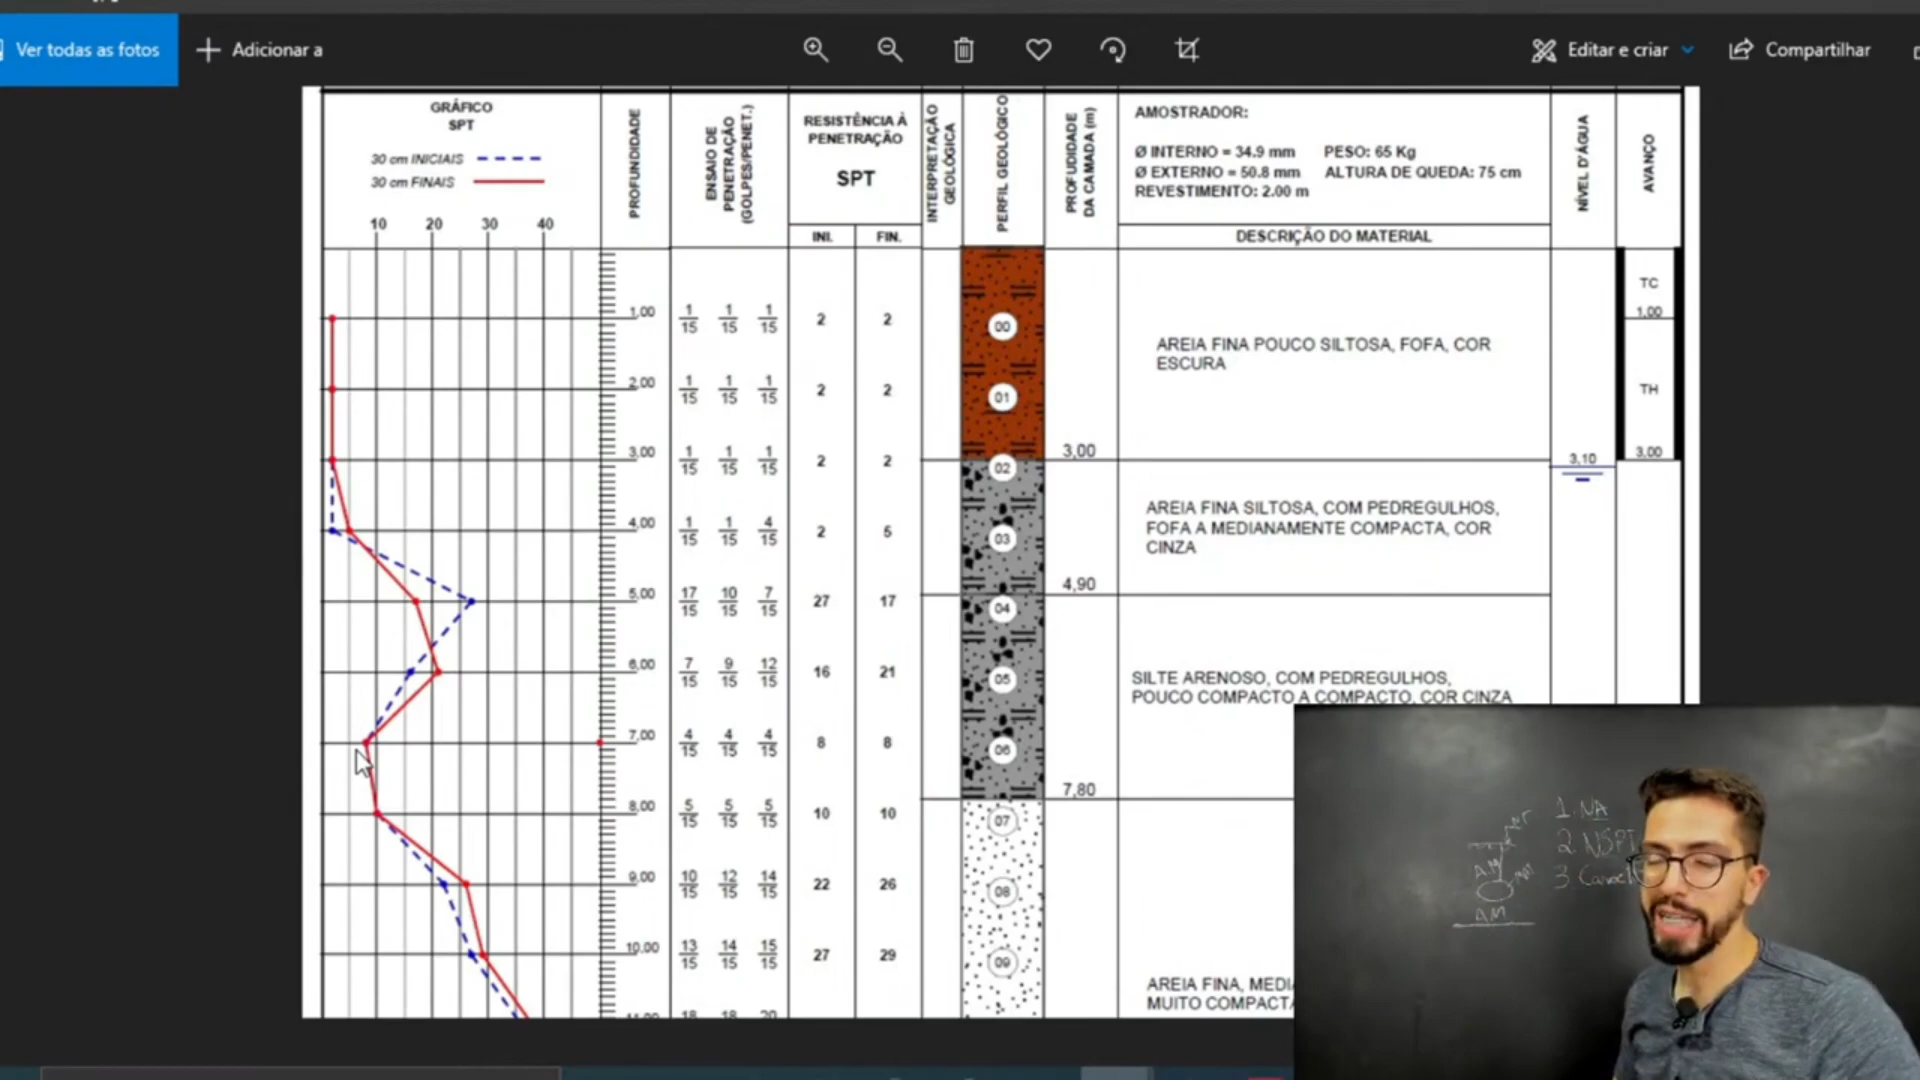 Ver todas as fotos
Adicionar a
Editar e criar
Compartilhar
GRÁFICO
SPT
30 cm INICIAIS
30 cm FINAIS
10 20 30 40
PROFUNDIDADE
ENSAIO DE
PENETRAÇÃO
(GOLPES/PENET.)
RESISTÊNCIA À
PENETRAÇÃO
SPT
INI. FIN.
INTERPRETAÇÃO
GEOLÓGICA
PERFIL GEOLÓGICO
PROFUDIDADE
DA CAMADA (m)
AMOSTRADOR:
Ø INTERNO = 34.9 mm PESO: 65 Kg
Ø EXTERNO = 50.8 mm ALTURA DE QUEDA: 75 cm
REVESTIMENTO: 2.00 m
DESCRIÇÃO DO MATERIAL
NÍVEL D'ÁGUA
AVANÇO
TC
1,00
1,00 1/15 1/15 1/15 2 2 00
AREIA FINA POUCO SILTOSA, FOFA, COR
ESCURA
2,00 1/15 1/15 1/15 2 2 01
TH
3,00 1/15 1/15 1/15 2 2 02
3,00
3,10
3,00
4,00 1/15 1/15 4/15 2 5 03
AREIA FINA SILTOSA, COM PEDREGULHOS,
FOFA A MEDIANAMENTE COMPACTA, COR
CINZA
4,90
5,00 17/15 10/15 7/15 27 17 04
6,00 7/15 9/15 12/15 16 21 05
SILTE ARENOSO, COM PEDREGULHOS,
POUCO COMPACTO A COMPACTO, COR CINZA
7,00 4/15 4/15 4/15 8 8 06
7,80
8,00 5/15 5/15 5/15 10 10 07
9,00 10/15 12/15 14/15 22 26 08
10,00 13/15 14/15 15/15 27 29 09
AREIA FINA, MEDI
MUITO COMPACTA
11,00 18 18 20
1. NA
2. NSPT
3.
A.M
A.M